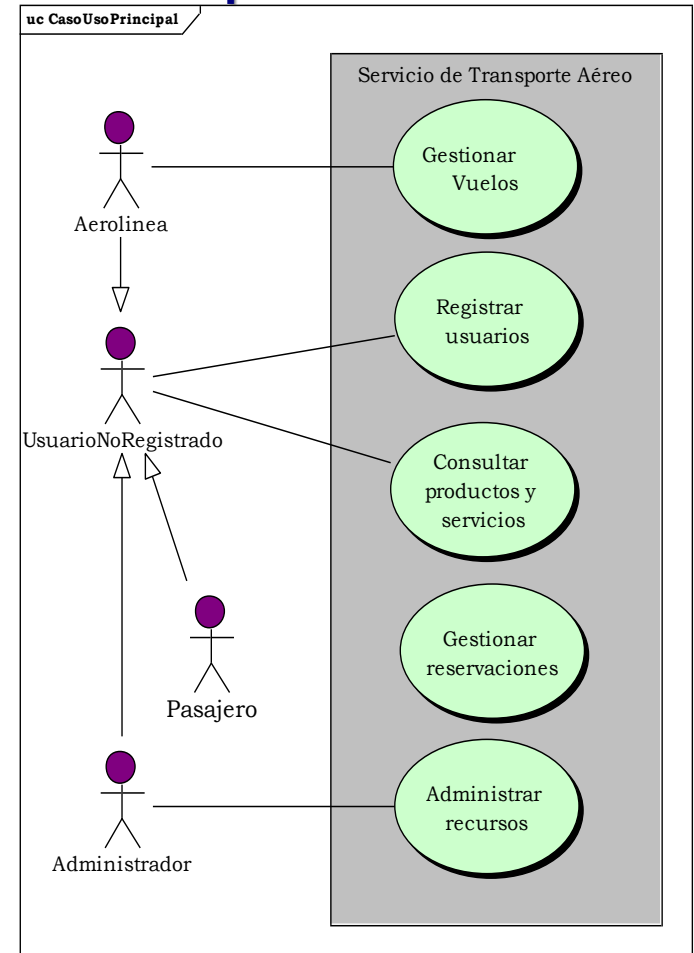 uc CasoUsoPrincipal
Servicio de Transporte Aéreo
Gestionar
Vuelos
Aerolinea
Registrar
usuarios
UsuarioNoRegistrado
Consultar
productos y
servicios
Gestionar
reservaciones
Pasajero
Administrar
recursos
Administrador